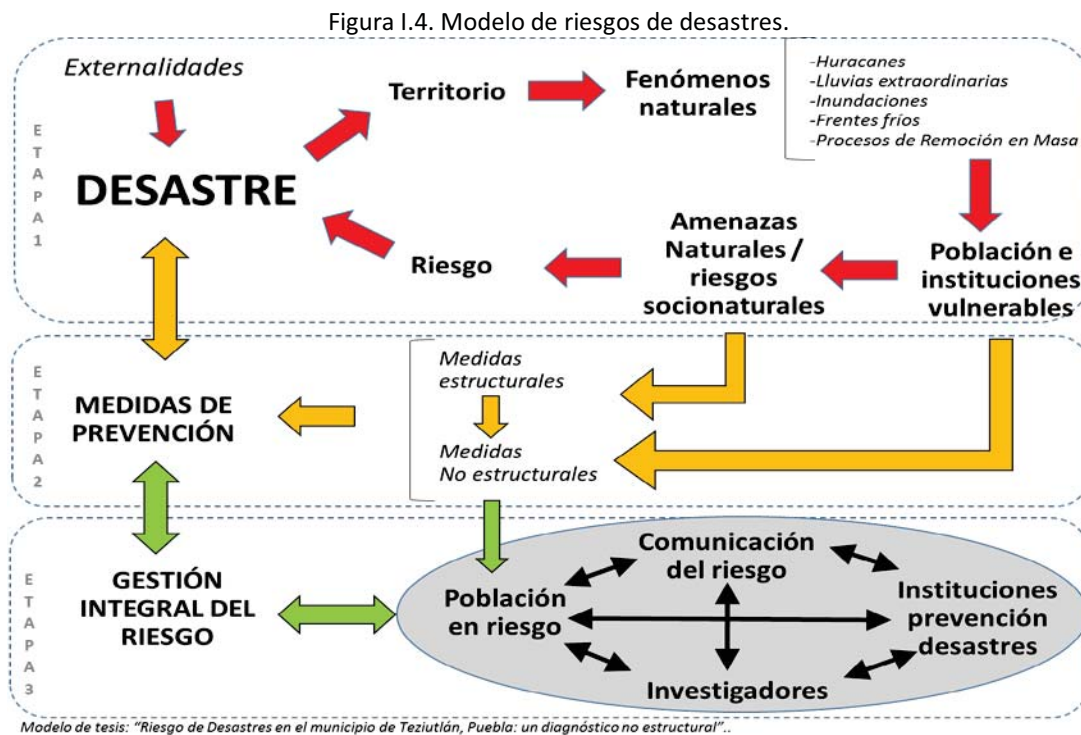 Figura I.4. Modelo de riesgos de desastres.
Externalidades
ETAPA1
DESASTRE
Territorio
Fenómenos
naturales
-Huracanes
-Lluvias extraordinarias
-Inundaciones
-Frentes fríos
-Procesos de Remoción en Masa
Población e
instituciones
vulnerables
Amenazas
Naturales /
riesgos
socionaturales
Riesgo
ETAPA2
MEDIDAS DE
PREVENCIÓN
Medidas
estructurales
Medidas
No estructurales
ETAPA3
GESTIÓN
INTEGRAL DEL
RIESGO
Población
en riesgo
Comunicación
del riesgo
Instituciones
prevención
desastres
Investigadores
Modelo de tesis: “Riesgo de Desastres en el municipio de Teziutlán, Puebla: un diagnóstico no estructural”..